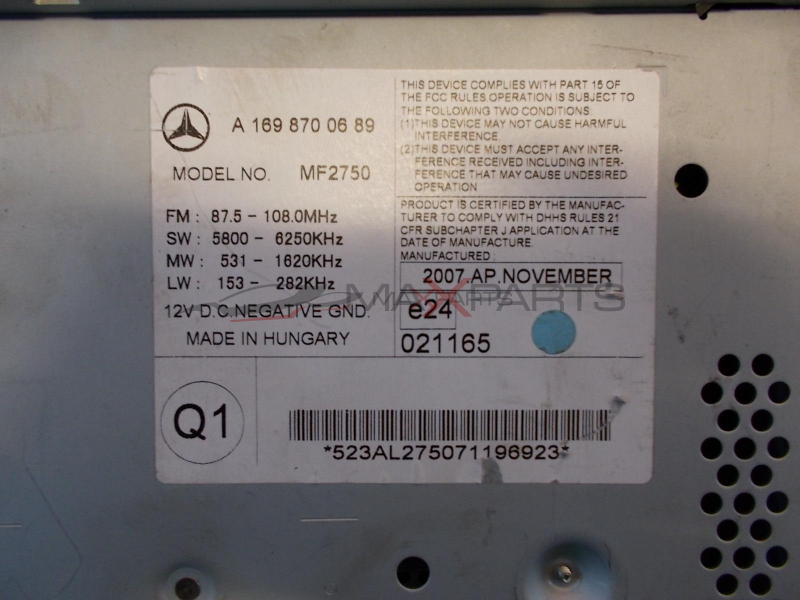 A 169 870 0689
MODEL NO. MF2750
FM : 87.5 - 108.0MHz
SW : 5800 - 6250KHz
MW : 531 - 1620KHz
LW : 153 - 282KHz
12V D.C.NEGATIVE GND.
MADE IN HUNGARY
THIS DEVICE COMPLIES WITH PART 15 OF
THE FCC RULES OPERATION IS SUBJECT TO
THE FOLLOWING TWO CONDITIONS:
(1)THIS DEVICE MAY NOT CAUSE HARMFUL
INTERFERENCE.
(2)THIS DEVICE MUST ACCEPT ANY INTER-
FERENCE RECEIVED INCLUDING INTER-
FERENCE THAT MAY CAUSE UNDESIRED
OPERATION
PRODUCT IS CERTIFIED BY THE MANUFAC-
TURER TO COMPLY WITH DHHS RULES 21
CFR SUBCHAPTER J APPLICATION AT THE
DATE OF MANUFACTURE.
MANUFACTURED :
2007 AP.NOVEMBER
e24
021165
Q1
*523AL275071196923*
MAXPARTS